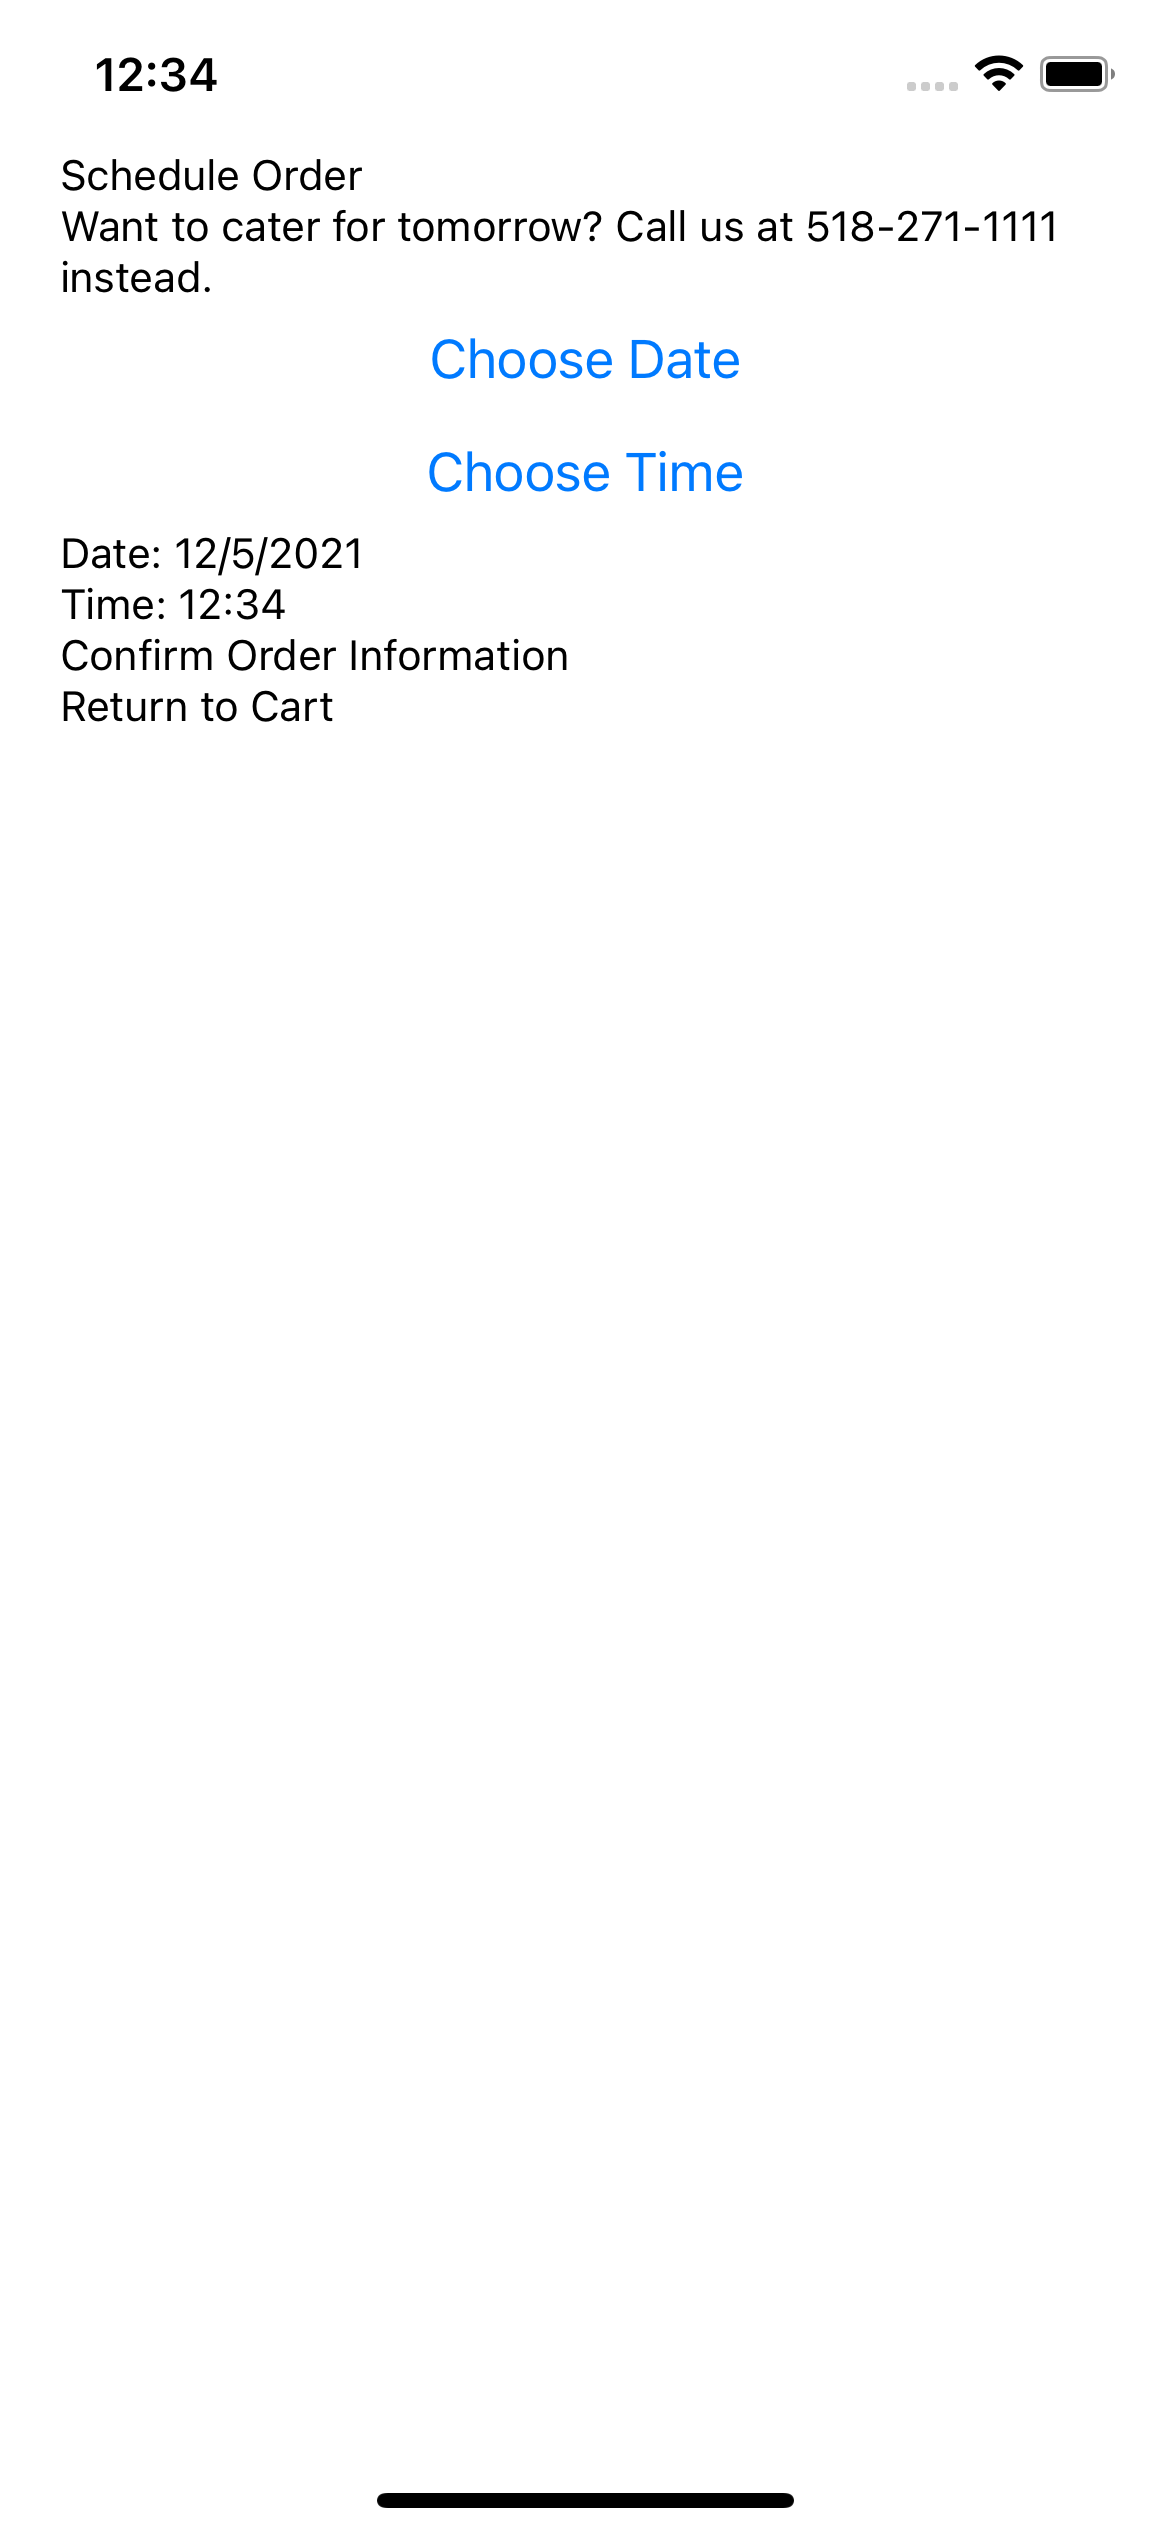 12:34
Schedule Order
Want to cater for tomorrow? Call us at 518-271-1111
instead.
Choose Date
Choose Time
Date: 12/5/2021
Time: 12:34
Confirm Order Information
Return to Cart